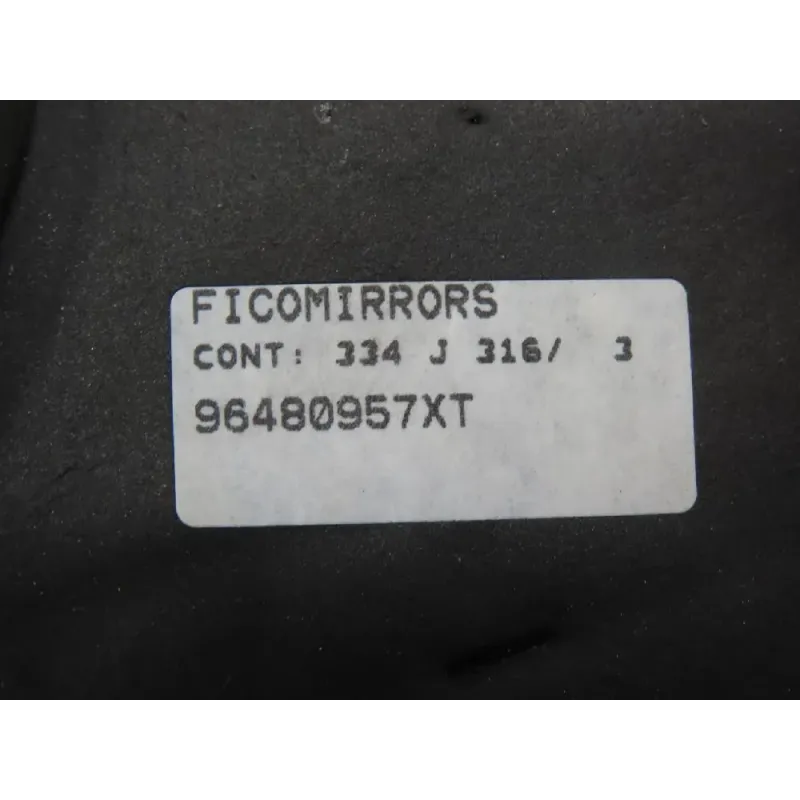 FICOMIRRORS
CONT: 334 J 316/ 3
96480957XT